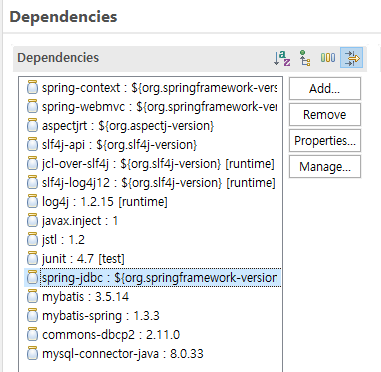 Dependencies
Dependencies
Add...
Remove
Properties...
Manage...
spring-context : ${org.springframework-vers
spring-webmvc : ${org.springframework-ver
aspectjrt : ${org.aspectj-version}
slf4j-api : ${org.slf4j-version}
jcl-over-slf4j : ${org.slf4j-version} [runtime]
slf4j-log4j12 : ${org.slf4j-version} [runtime]
log4j : 1.2.15 [runtime]
javax.inject : 1
jstl : 1.2
junit : 4.7 [test]
spring-jdbc : ${org.springframework-version
mybatis : 3.5.14
mybatis-spring : 1.3.3
commons-dbcp2 : 2.11.0
mysql-connector-java : 8.0.33